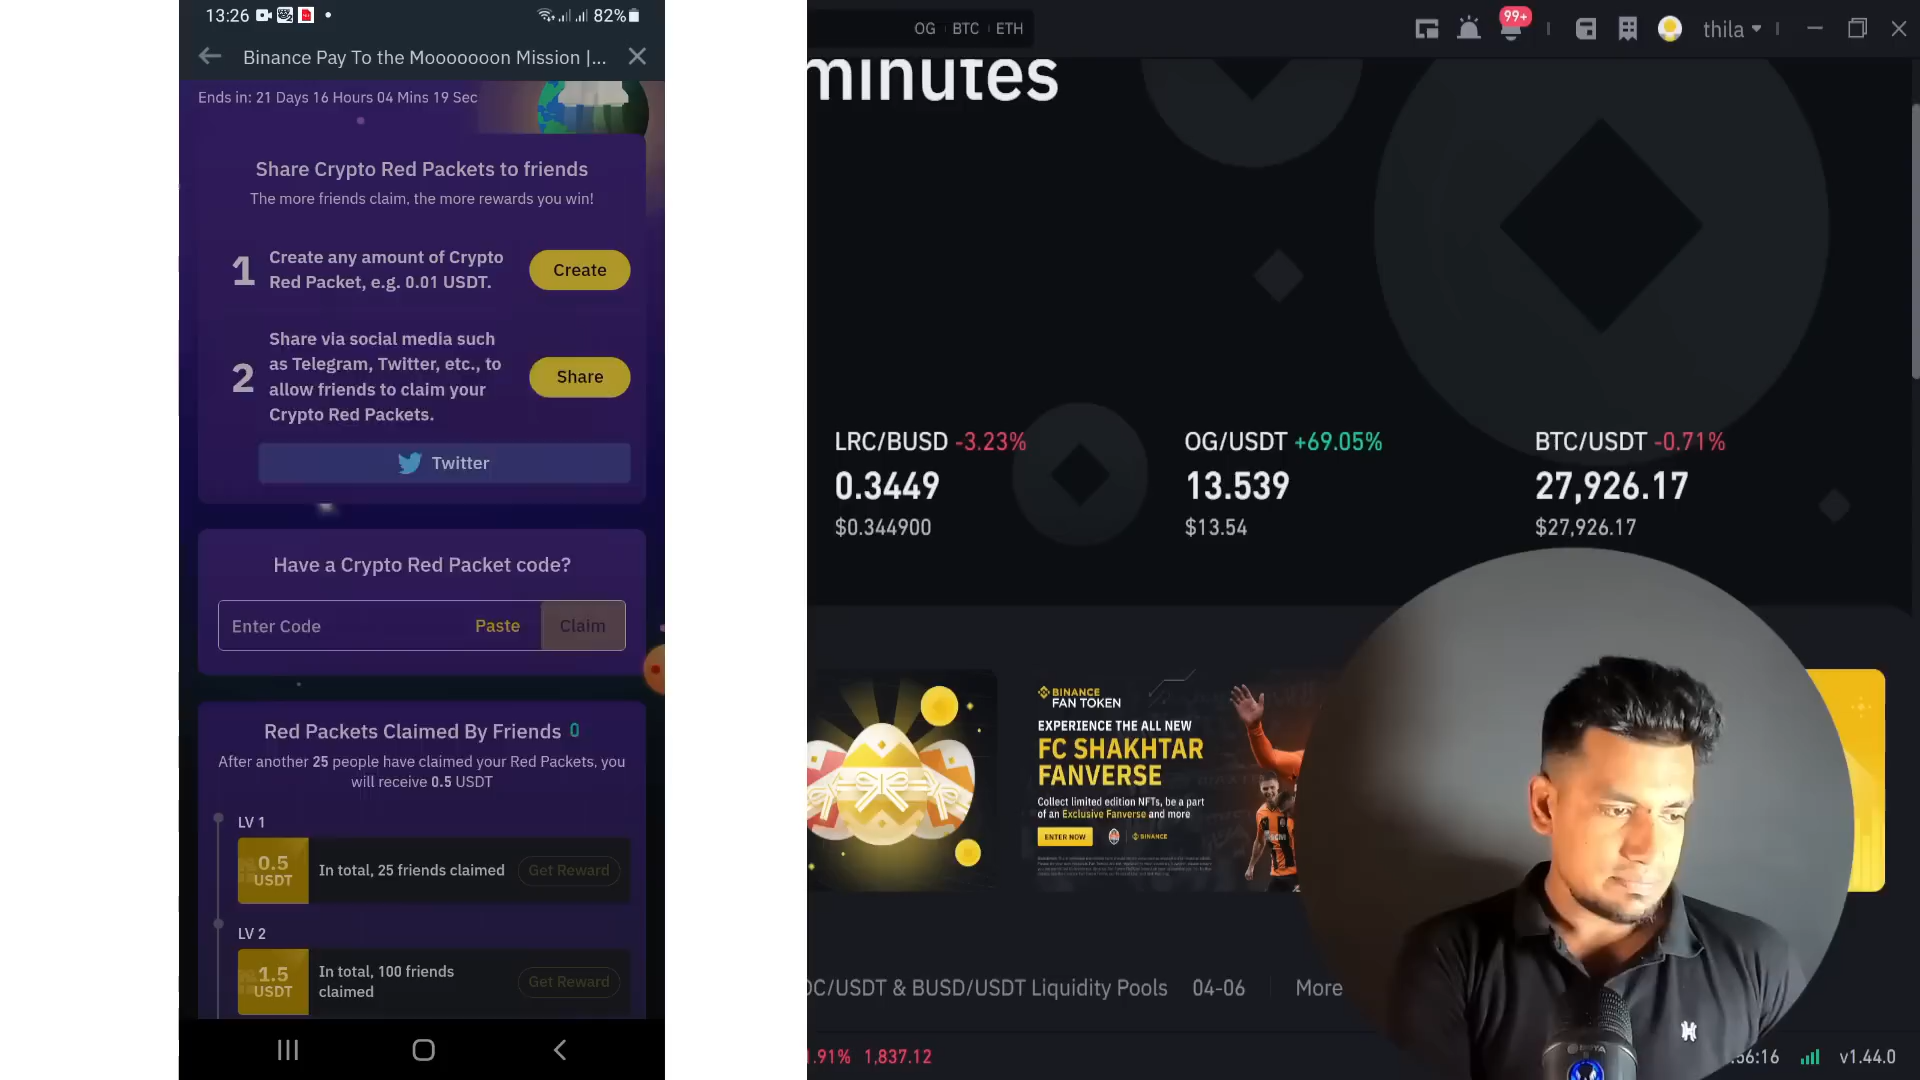 13:26
82%
Binance Pay To the Mooooooon Mission |...
Ends in: 21 Days 16 Hours 04 Mins 19 Sec
Share Crypto Red Packets to friends
The more friends claim, the more rewards you win!
1
Create any amount of Crypto
Red Packet, e.g. 0.01 USDT.
Create
2
Share via social media such
as Telegram, Twitter, etc., to
allow friends to claim your
Crypto Red Packets.
Share
Twitter
Have a Crypto Red Packet code?
Enter Code
Paste
Claim
Red Packets Claimed By Friends 0
After another 25 people have claimed your Red Packets, you
will receive 0.5 USDT
LV 1
0.5
USDT
In total, 25 friends claimed
Get Reward
LV 2
1.5
USDT
In total, 100 friends
claimed
Get Reward
OG
BTC
ETH
99+
thila
minutes
LRC/BUSD -3.23%
0.3449
$0.344900
OG/USDT +69.05%
13.539
$13.54
BTC/USDT -0.71%
27,926.17
$27,926.17
BINANCE
FAN TOKEN
EXPERIENCE THE ALL NEW
FC SHAKHTAR
FANVERSE
Collect limited edition NFTs, be a part
of an Exclusive Fanverse and more
ENTER NOW
BINANCE
C/USDT & BUSD/USDT Liquidity Pools
04-06
More
.91% 1,837.12
:56:16
v1.44.0